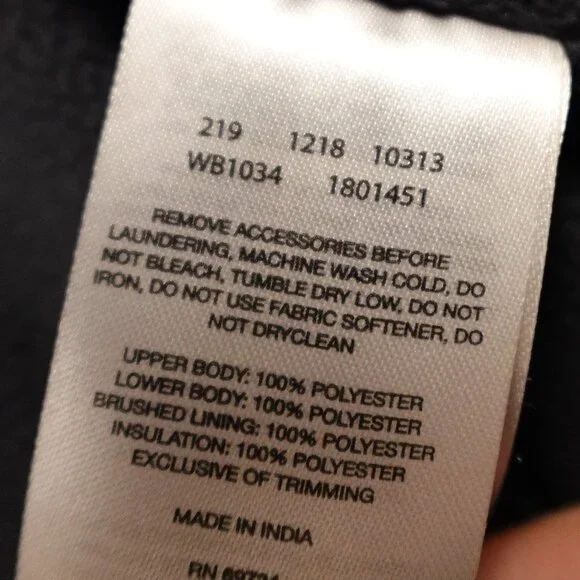 219 1218 10313
WB1034 1801451
REMOVE ACCESSORIES BEFORE
LAUNDERING, MACHINE WASH COLD, DO
NOT BLEACH, TUMBLE DRY LOW, DO NOT
IRON, DO NOT USE FABRIC SOFTENER, DO
NOT DRYCLEAN
UPPER BODY: 100% POLYESTER
LOWER BODY: 100% POLYESTER
BRUSHED LINING: 100% POLYESTER
INSULATION: 100% POLYESTER
EXCLUSIVE OF TRIMMING
MADE IN INDIA
RN